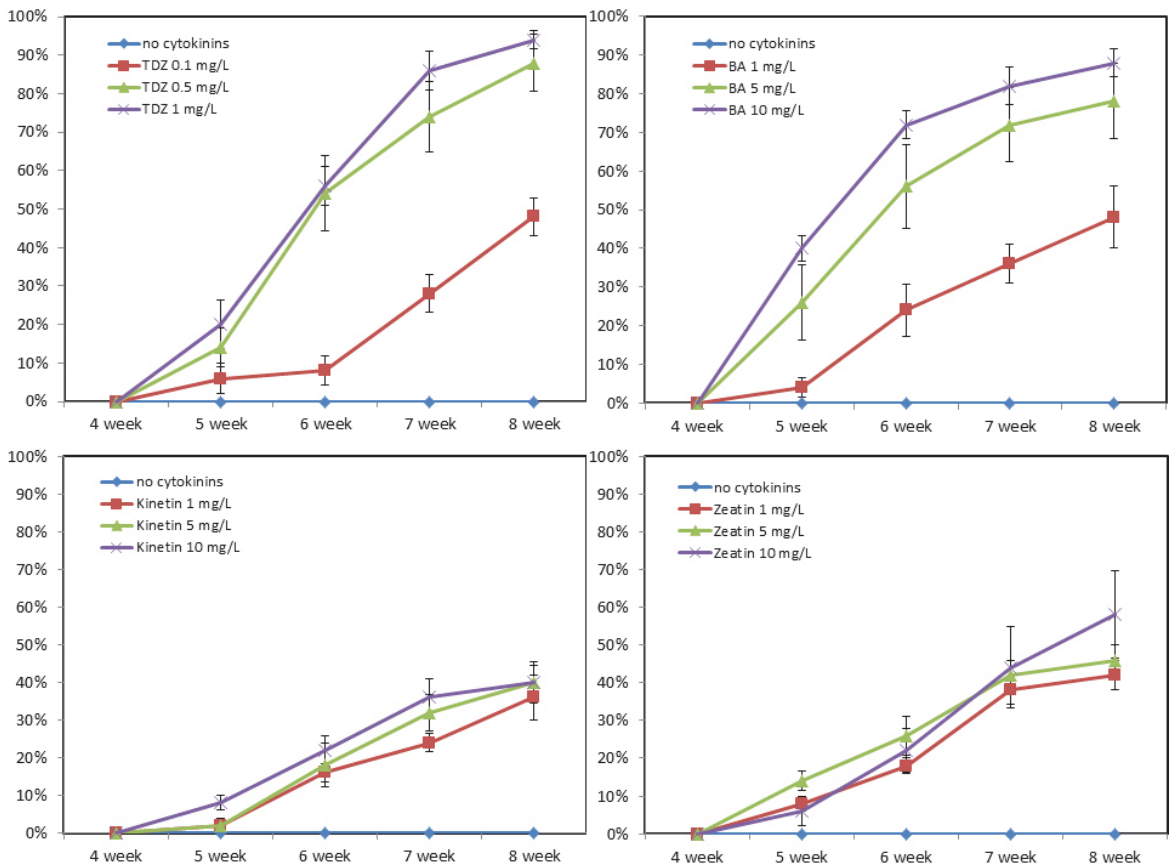 100%
90%
80%
70%
60%
50%
40%
30%
20%
10%
0%
no cytokinins
TDZ 0.1 mg/L
TDZ 0.5 mg/L
TDZ 1 mg/L
4 week 5 week 6 week 7 week 8 week
100%
90%
80%
70%
60%
50%
40%
30%
20%
10%
0%
no cytokinins
BA 1 mg/L
BA 5 mg/L
BA 10 mg/L
4 week 5 week 6 week 7 week 8 week
100%
90%
80%
70%
60%
50%
40%
30%
20%
10%
0%
no cytokinins
Kinetin 1 mg/L
Kinetin 5 mg/L
Kinetin 10 mg/L
4 week 5 week 6 week 7 week 8 week
100%
90%
80%
70%
60%
50%
40%
30%
20%
10%
0%
no cytokinins
Zeatin 1 mg/L
Zeatin 5 mg/L
Zeatin 10 mg/L
4 week 5 week 6 week 7 week 8 week